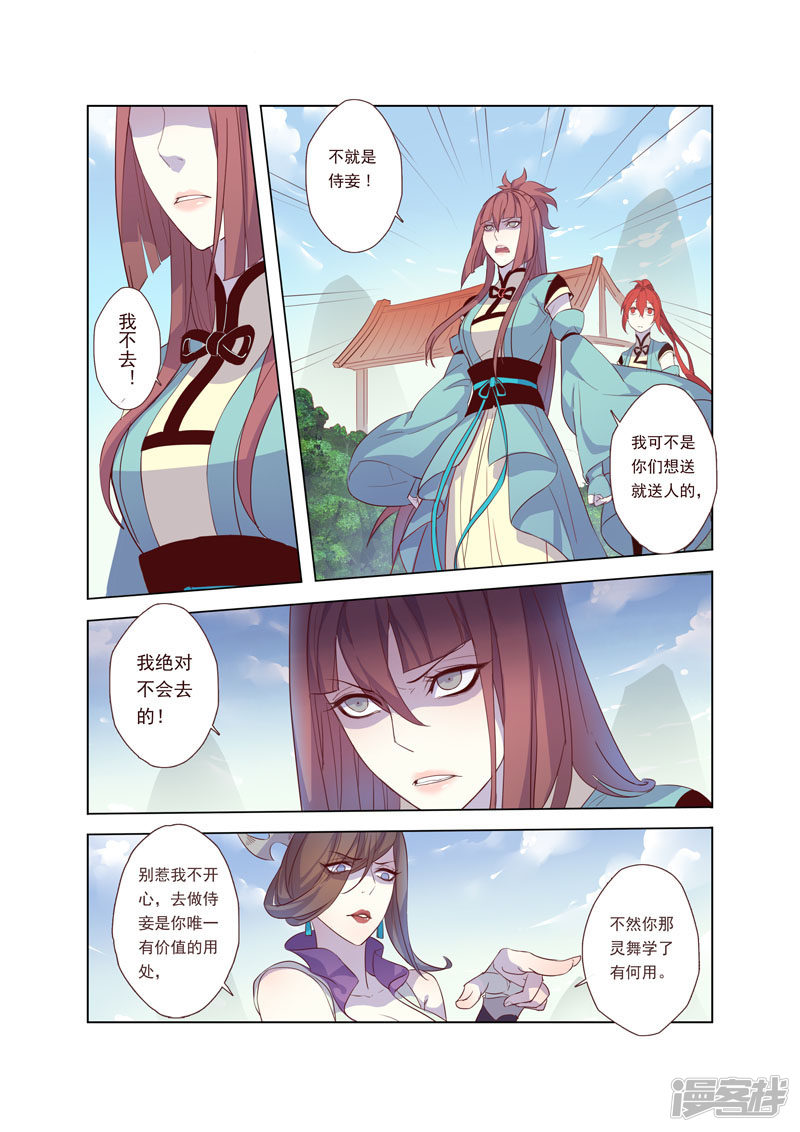 我不去！
不就是
侍妾！
我可不是
你们想送
就送人的，
我绝对
不会去
的！
别惹我不开
心，去做侍
妾是你唯一
有价值的用
处，
不然你那
灵舞学了
有何用。
漫客栈